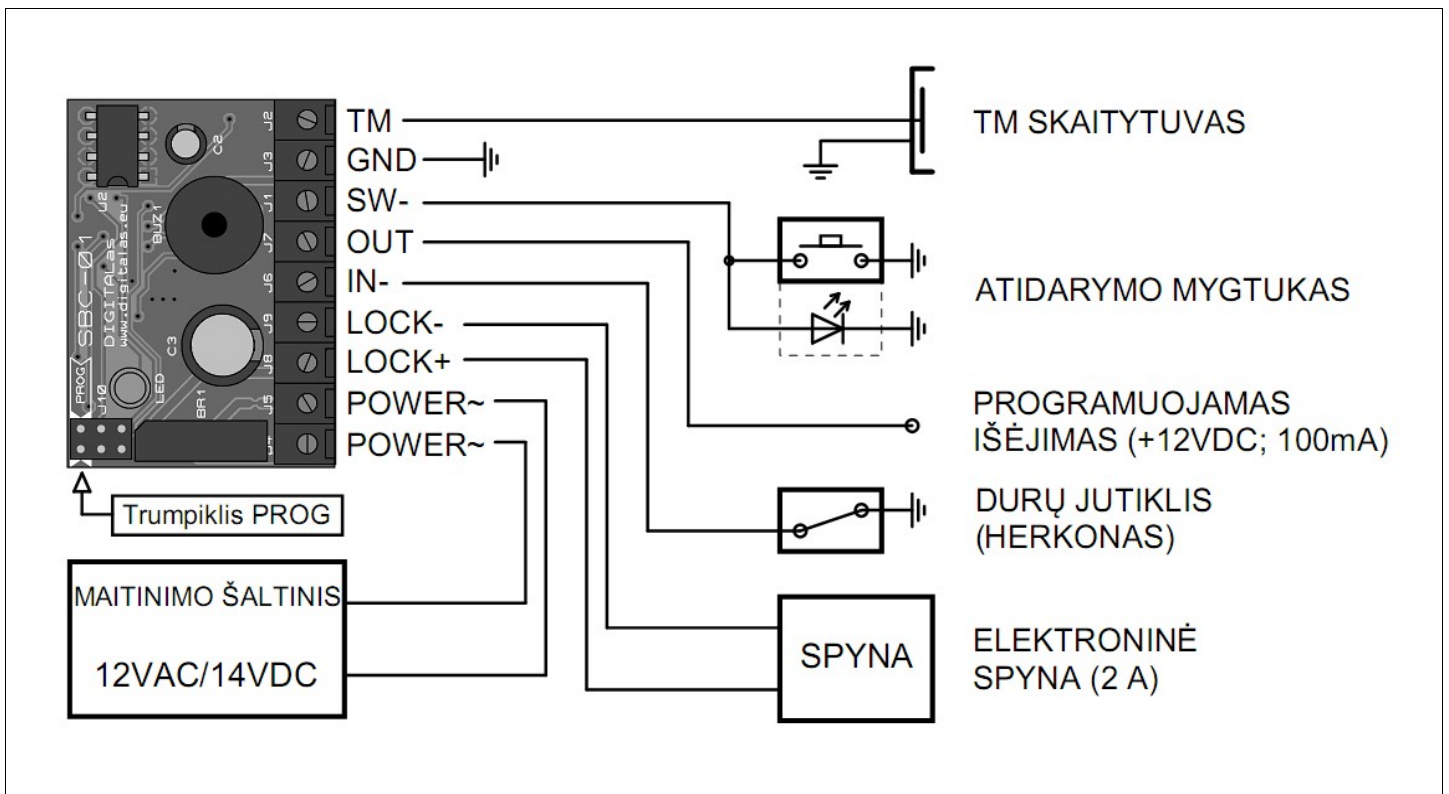 TM
GND
SW-
OUT
IN-
LOCK-
LOCK+
POWER~
POWER~
J2
J3
J1
J7
J6
J9
J8
J5
J4
C2
U2
BUZ1
SBC-01
DIGITALas
www.digitalas.eu
C3
PROG
J10
LED
BR1
Trumpiklis PROG
MAITINIMO ŠALTINIS
12VAC/14VDC
SPYNA
TM SKAITYTUVAS
ATIDARYMO MYGTUKAS
PROGRAMUOJAMAS
IŠĖJIMAS (+12VDC; 100mA)
DURŲ JUTIKLIS
(HERKONAS)
ELEKTRONINĖ
SPYNA (2 A)